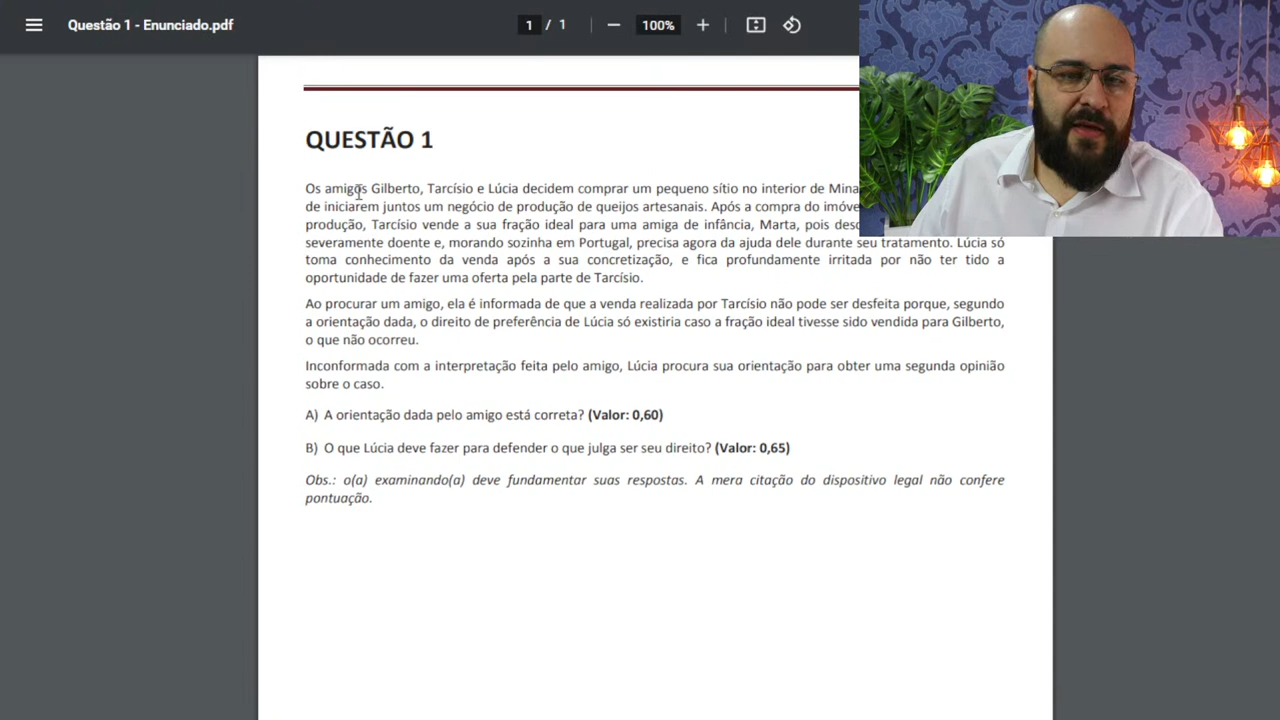 Questão 1 - Enunciado.pdf
1 / 1
100%
QUESTÃO 1
Os amigos Gilberto, Tarcísio e Lúcia decidem comprar um pequeno sítio no interior de
de iniciarem juntos um negócio de produção de queijos artesanais. Após a compra do
produção, Tarcísio vende a sua fração ideal para uma amiga de infância, Marta, pois
severamente doente e, morando sozinha em Portugal, precisa agora da ajuda dele durante seu tratamento. Lúcia só
toma conhecimento da venda após a sua concretização, e fica profundamente irritada por não ter tido a
oportunidade de fazer uma oferta pela parte de Tarcísio.
Ao procurar um amigo, ela é informada de que a venda realizada por Tarcísio não pode ser desfeita porque, segundo
a orientação dada, o direito de preferência de Lúcia só existiria caso a fração ideal tivesse sido vendida para Gilberto,
o que não ocorreu.
Inconformada com a interpretação feita pelo amigo, Lúcia procura sua orientação para obter uma segunda opinião
sobre o caso.
A) A orientação dada pelo amigo está correta? (Valor: 0,60)
B) O que Lúcia deve fazer para defender o que julga ser seu direito? (Valor: 0,65)
Obs.: o(a) examinando(a) deve fundamentar suas respostas. A mera citação do dispositivo legal não confere
pontuação.